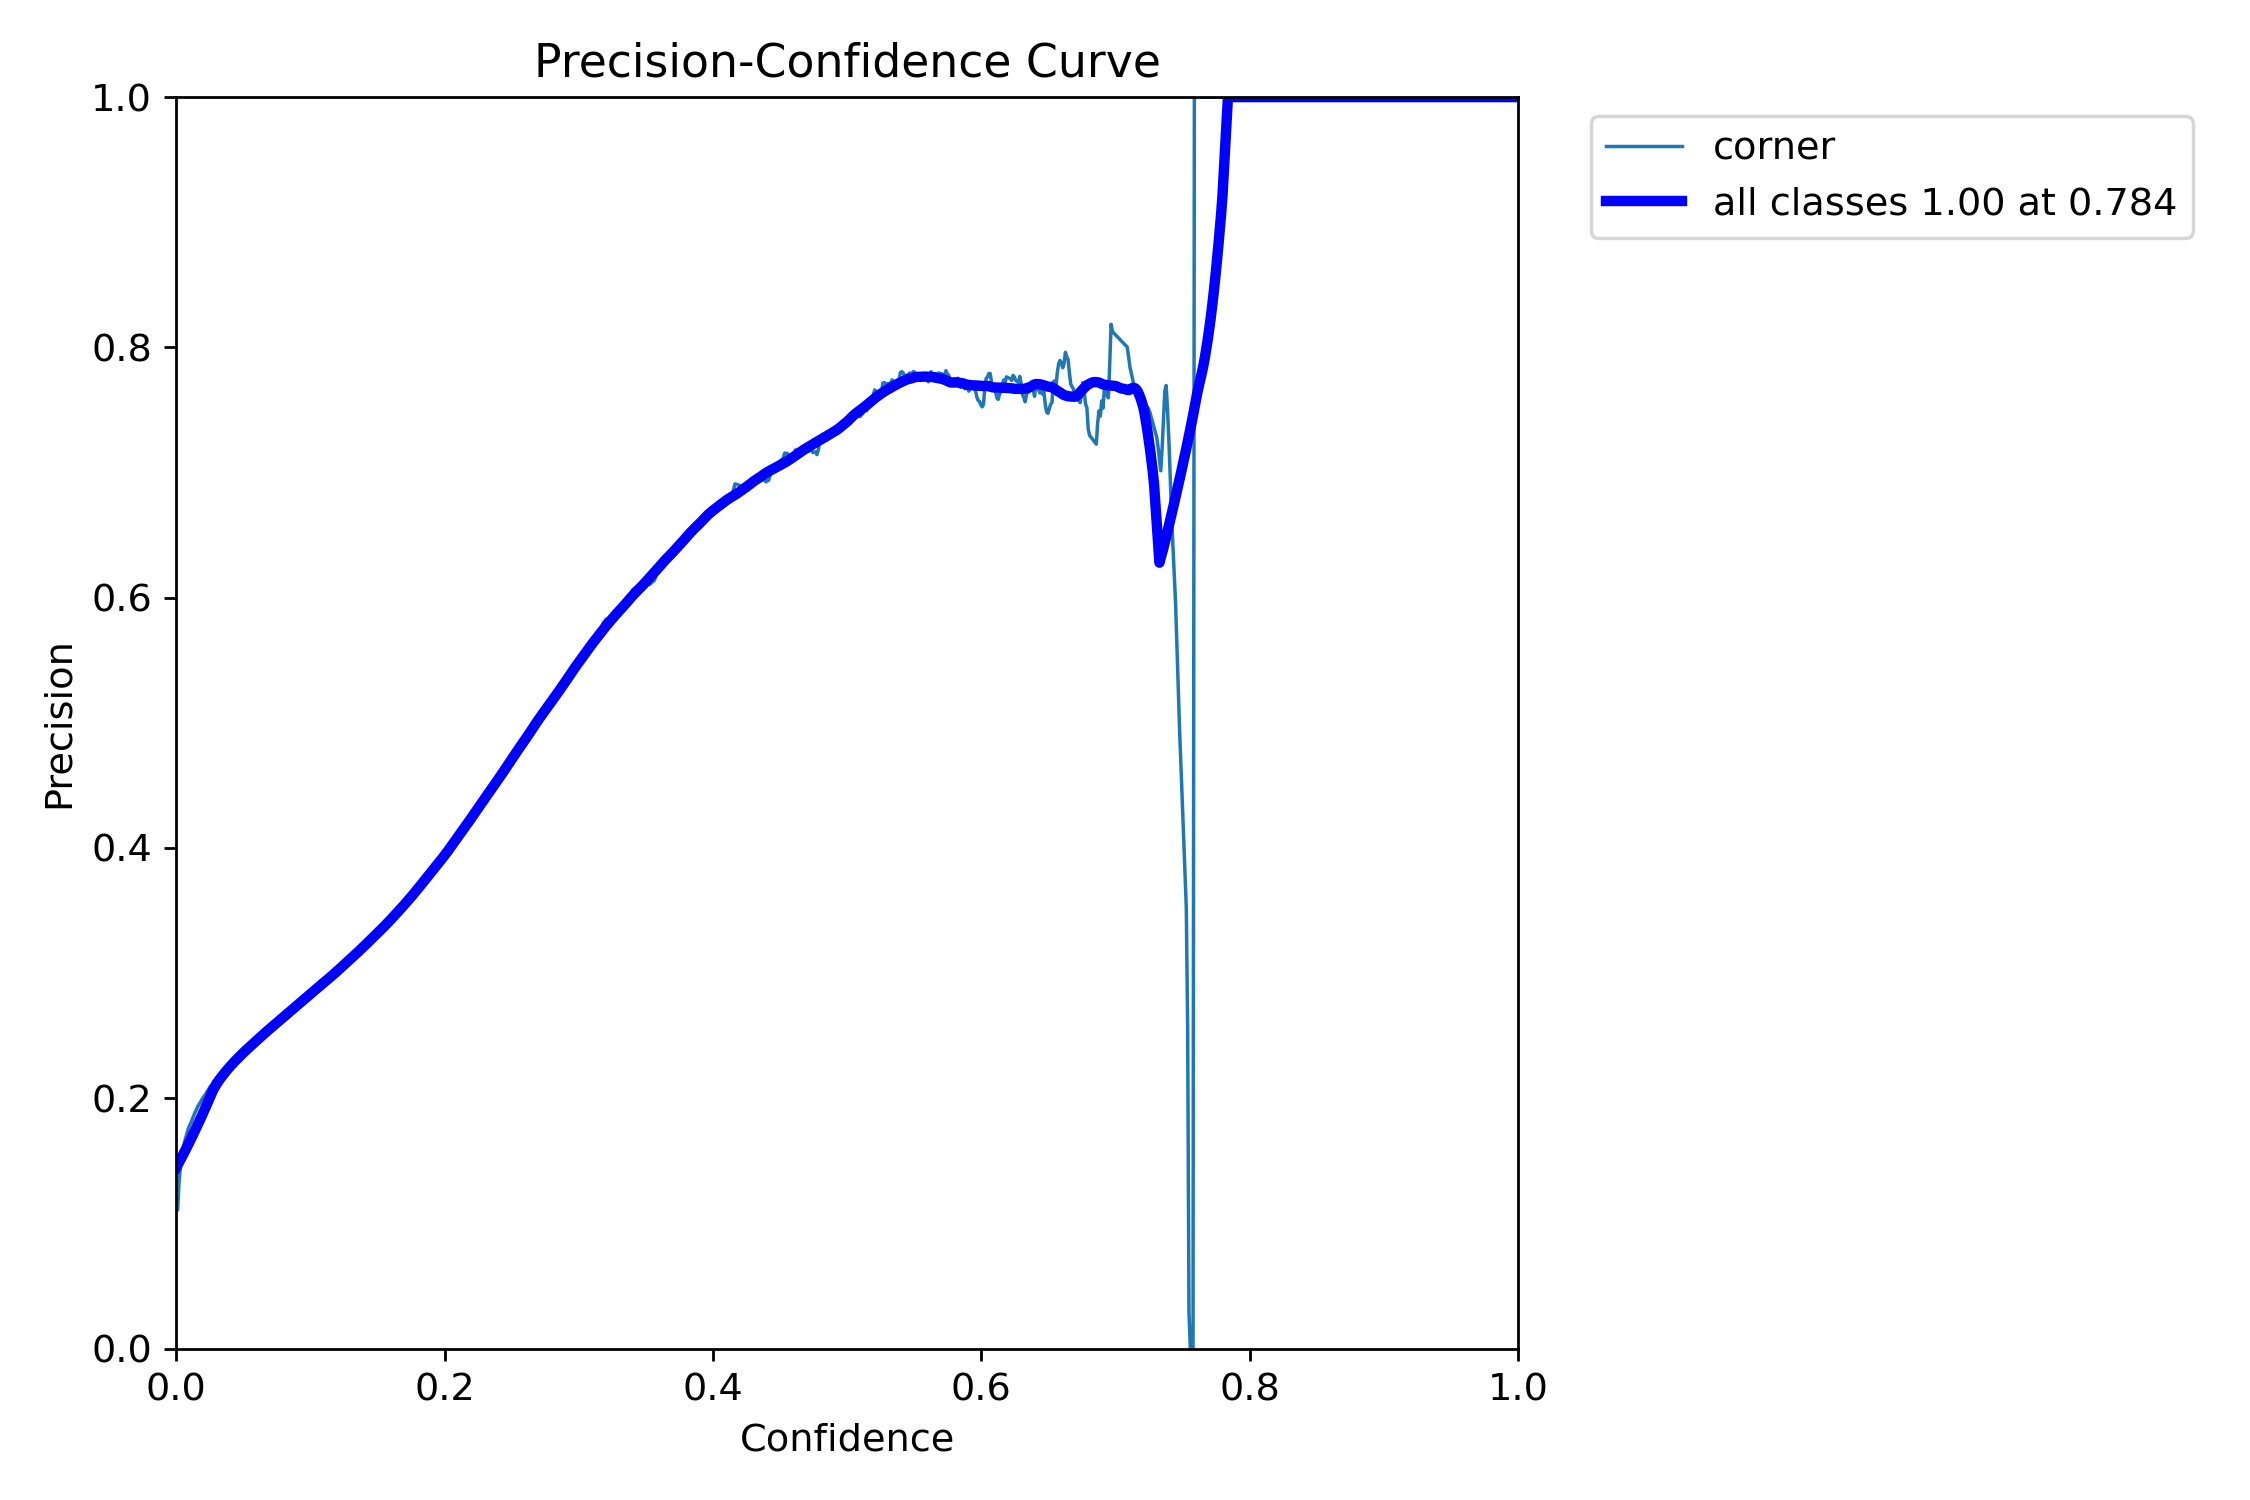 Precision-Confidence Curve
1.0
0.8
0.6
0.4
0.2
0.0
Precision
0.0 0.2 0.4 0.6 0.8 1.0
Confidence
corner
all classes 1.00 at 0.784